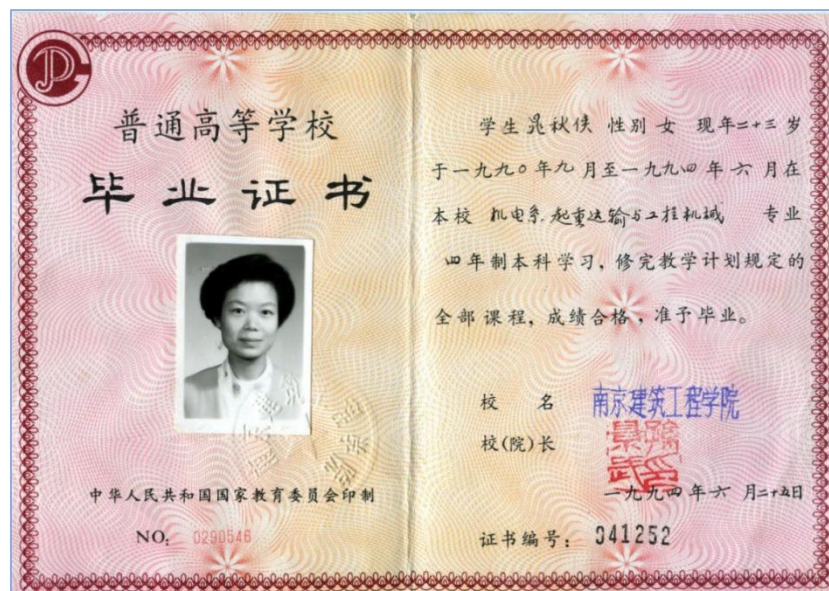 普通高等学校
毕业证书
中华人民共和国国家教育委员会印制
NO: 0290546
学生 晁秋侠 性别 女 现年二十三岁
于一九九〇年九月至一九九四年六月在
本校 机电系.起重运输与工程机械 专业
四年制本科学习，修完教学计划规定的
全部课程，成绩合格，准予毕业。
校 名 南京建筑工程学院
校(院)长
一九九四年六月二十五日
证书编号： 941252